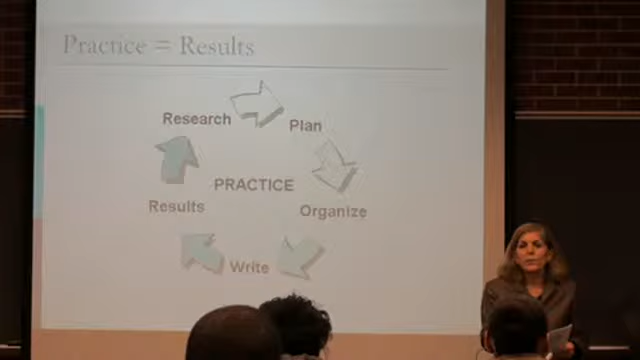 Practice = Results
Research
Plan
PRACTICE
Results
Organize
Write